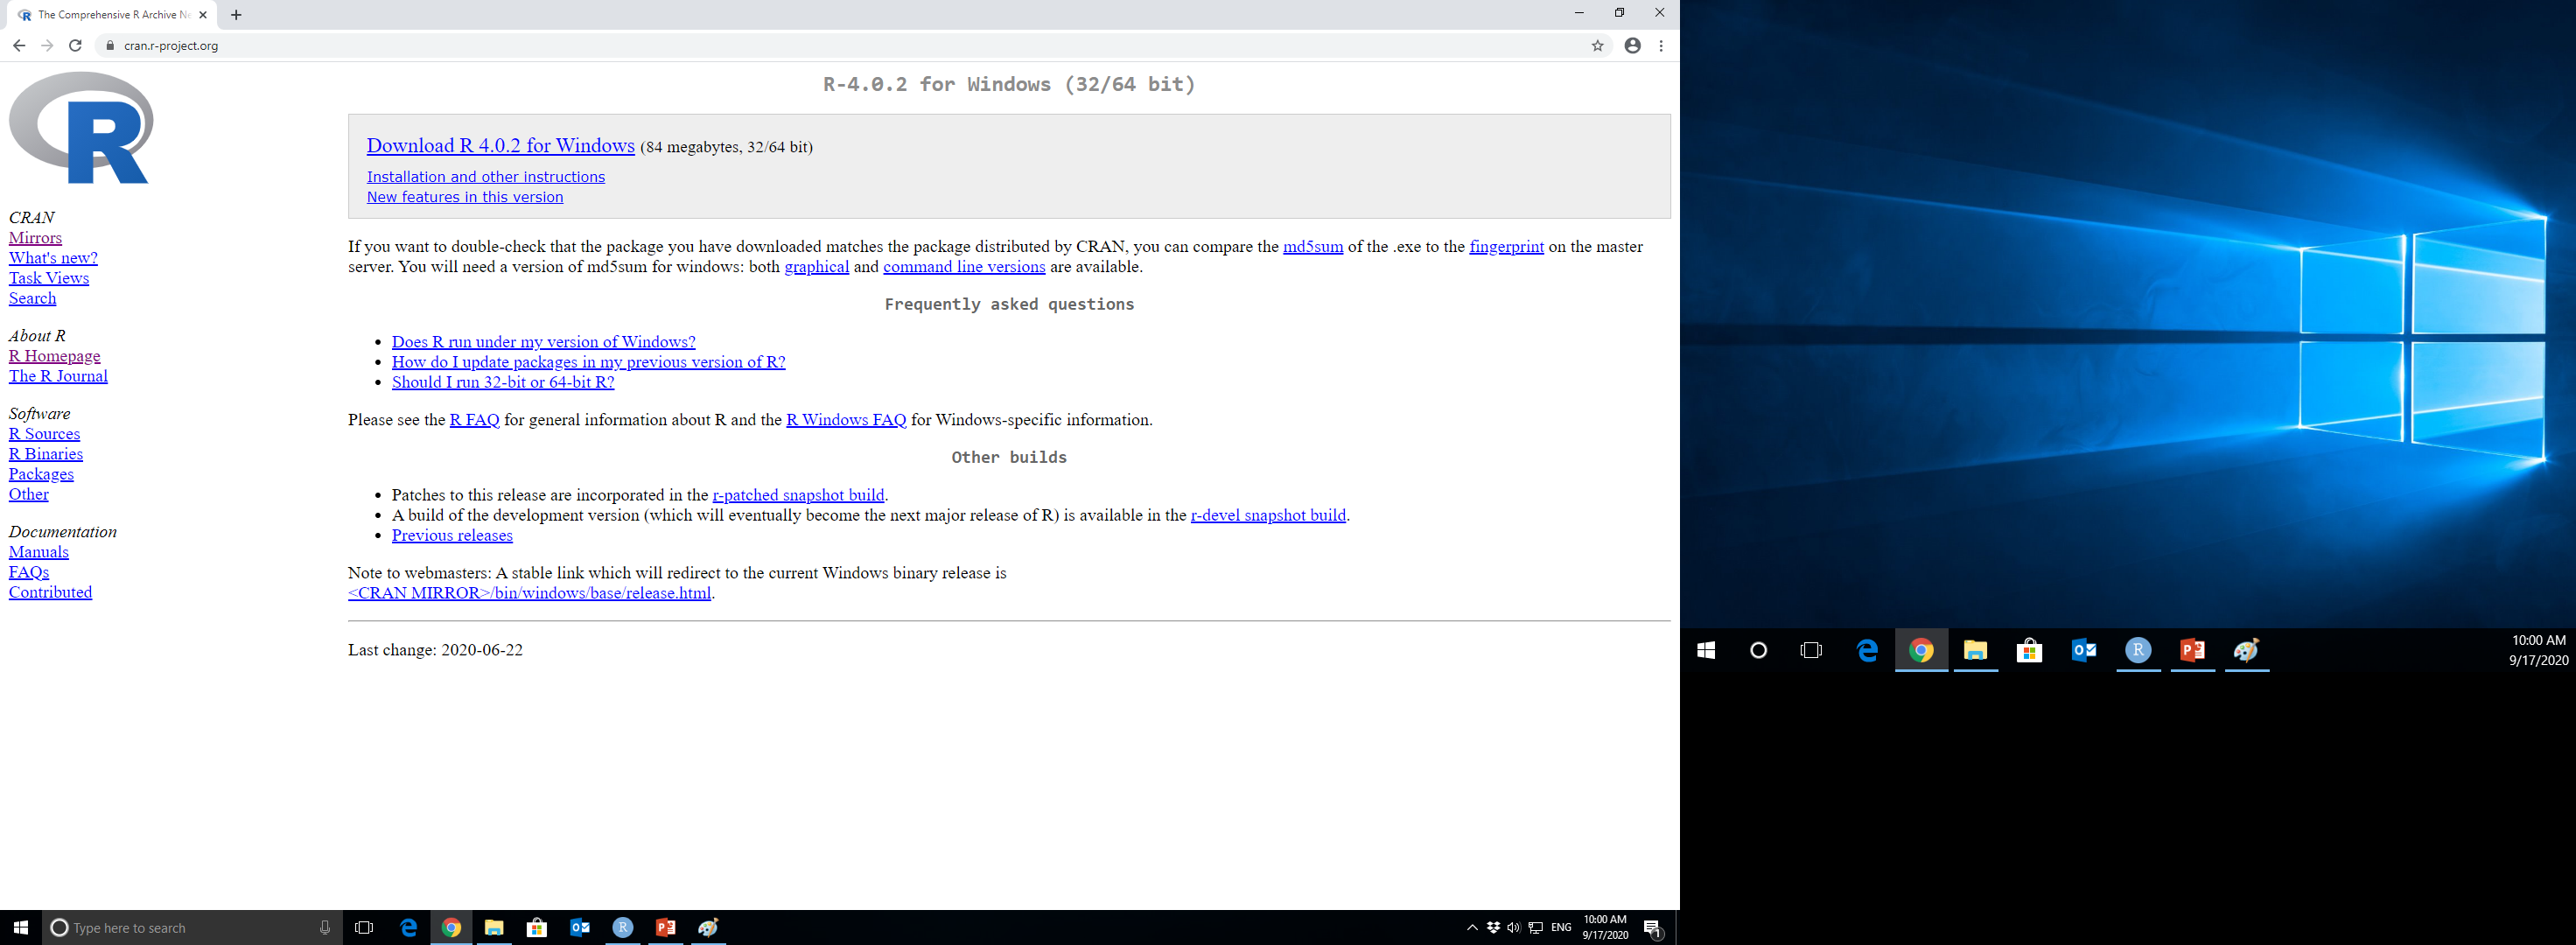 The Comprehensive R Archive Ne
cran.r-project.org
R
CRAN
Mirrors
What's new?
Task Views
Search
About R
R Homepage
The R Journal
Software
R Sources
R Binaries
Packages
Other
Documentation
Manuals
FAQs
Contributed
R-4.0.2 for Windows (32/64 bit)
Download R 4.0.2 for Windows (84 megabytes, 32/64 bit)
Installation and other instructions
New features in this version
If you want to double-check that the package you have downloaded matches the package distributed by CRAN, you can compare the md5sum of the .exe to the fingerprint on the master
server. You will need a version of md5sum for windows: both graphical and command line versions are available.
Frequently asked questions
• Does R run under my version of Windows?
• How do I update packages in my previous version of R?
• Should I run 32-bit or 64-bit R?
Please see the R FAQ for general information about R and the R Windows FAQ for Windows-specific information.
Other builds
• Patches to this release are incorporated in the r-patched snapshot build.
• A build of the development version (which will eventually become the next major release of R) is available in the r-devel snapshot build.
• Previous releases
Note to webmasters: A stable link which will redirect to the current Windows binary release is
<CRAN MIRROR>/bin/windows/base/release.html.
Last change: 2020-06-22
Type here to search
ENG
10:00 AM
9/17/2020
1
10:00 AM
9/17/2020